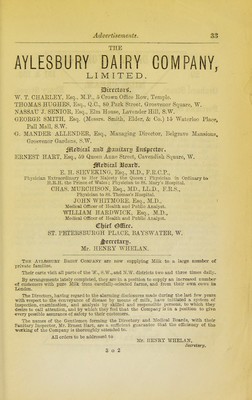 Advertisements. 33
THE
AYLESBURY DAIRY COMPANY,
LIMITED.
Directors.
W. T. CHARLEY, Esq., M.P., 5 Crown Office Row, Temple.
THOMAS HUGHES, Esq., Q.C., 80 Park Street, Grosvenor Square, W.
NASSAU J. SENIOR, Esq., Elm House, Lavender Hill, S.W.
GEORGE SMITH, Esq. (Messrs. Smith, Elder, & Co.) 15 Waterloo Place,
Pall Mall, S.W.
G. MANDER ALLENDER, Esq., Managing Director, Belgrave Mansions,
Grosvenor Gardens, S.W.
Medical and Sanitary Inspector.
ERNEST HART, Esq., 59 Queen Anne Street, Cavendish Square, W.
Medical Board.
E. H. SIEVEKING, Esq., M.D., F.R.C.P.,
Physician Extraordinary to Her Majesty the Queen; Physician in Ordinary to
H.R.H. the Prince of Wales; Physician to St. Mary's Hospital.
CHAS. MURCHISON, Esq., MD., LL.D., F.R.S.,
Physician to St. Thomas's Hospital.
JOHN WHITMORE, Esq., M.D.,
Medical Officer of Health and Public Analyst.
WILLIAM HARDWICK, Esq., M.D.,
Medical Officer of Health and Public Analyst.
Chief Office.
ST. PETERSBURGH PLACE, BAYSWATER, W.
Secretary.
Mr. HENRY WHELAN.
THE AYLESBURY DAIRY COMPANY are now supplying Milk to a large number of
private families.
Their carts visit all parts of the W., S.W., and N.W. districts two and three times daily.
By arrangements lately completed, they are in a position to supply an increased number
of customers with pure Milk from carefully-selected farms, and from their own cows in
London.
The Directors, having regard to the alarming disclosures made during the last few years
with respect to the conveyance of disease by means of milk, have initiated a system of
inspection, examination, and analysis by skilled and responsible persons, to which they
desire to call attention, and by which they feel that the Company is in a position to give
every possible assurance of safety to their customers.
The names of the Gentlemen forming the Directory and Medical Board, with their
Sanitary Inspector, Mr. Ernest Hart, are a sufficient guarantee that the efficiency of the
working of the Company is thoroughly attended to.
All orders to be addressed to
Mr. HENRY WHELAN,
Secretary.